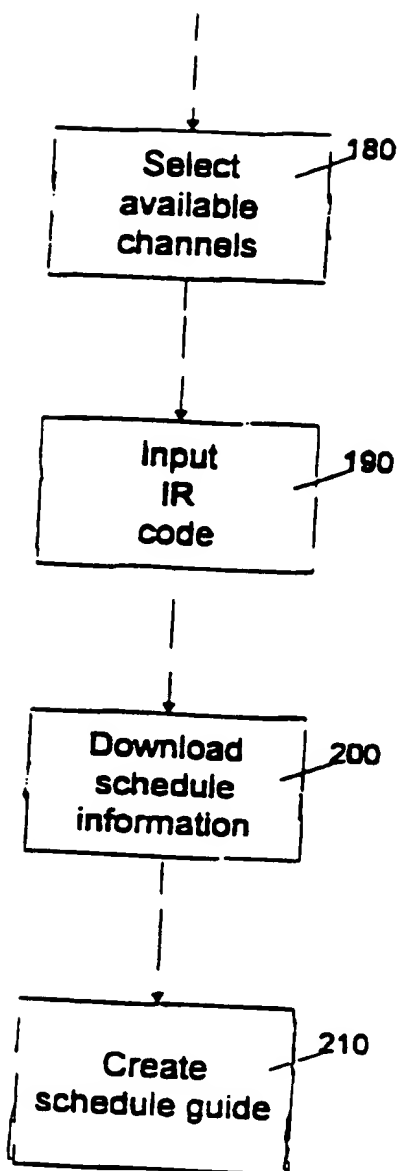 180
Select
available
channels
190
Input
IR
code
200
Download
schedule
information
210
Create
schedule guide